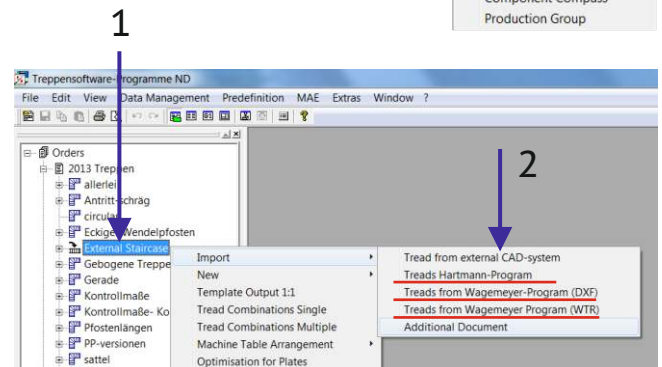 Component Compass
Production Group
1
Treppensoftware-Programme ND
File Edit View Data Management Predefinition MAE Extras Window ?
Orders
2013 Treppen
allerlei
Antritt-schräg
circular
Eckiger Wendelpfosten
External Staircase
Gebogene Treppe
Gerade
Kontrollmaße
Kontrollmaße- Ko
Pfostenlängen
PP-versionen
sattel
Import
New
Template Output 1:1
Tread Combinations Single
Tread Combinations Multiple
Machine Table Arrangement
Optimisation for Plates
2
Tread from external CAD-system
Treads Hartmann-Program
Treads from Wagemeyer-Program (DXF)
Treads from Wagemeyer Program (WTR)
Additional Document